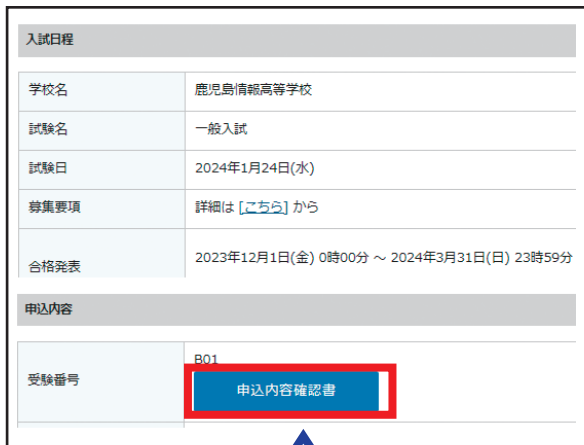 入試日程
学校名 鹿児島情報高等学校
試験名 一般入試
試験日 2024年1月24日(水)
募集要項 詳細は [こちら] から
合格発表 2023年12月1日(金) 0時00分 ～ 2024年3月31日(日) 23時59分
申込内容
受験番号 B01
申込内容確認書